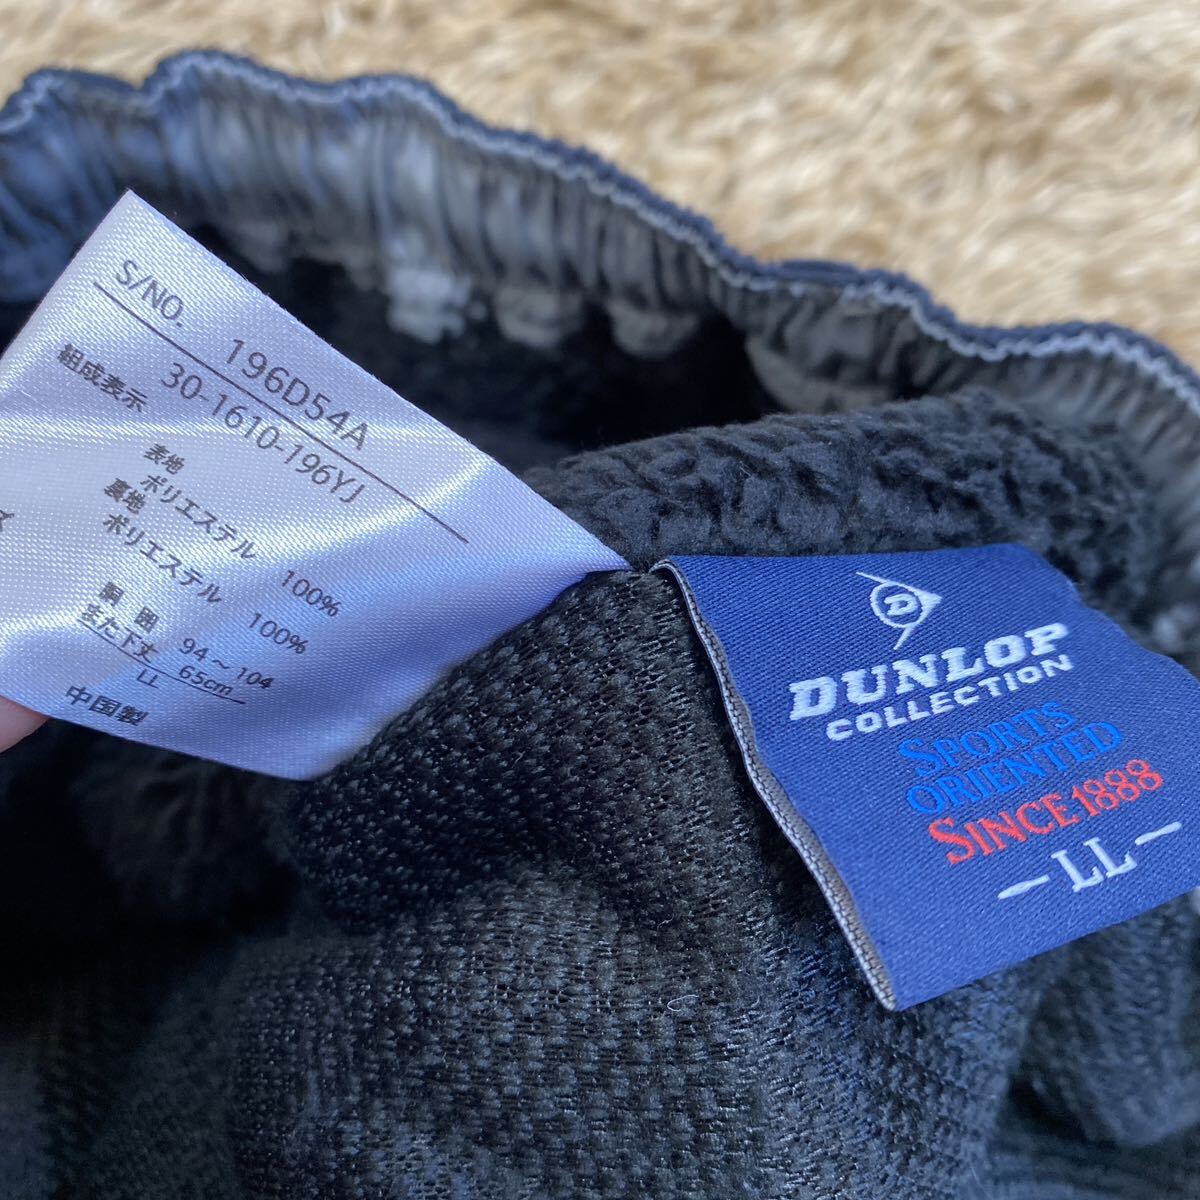 S/NO.
196D54A
30-1610-196YJ
組成表示
表地
ポリエステル 100%
裏地
ポリエステル 100%
胴囲 94～104
また下丈 65cm
LL
中国製
ズ
D
DUNLOP
COLLECTION
SPORTS
ORIENTED
SINCE 1888
-LL-